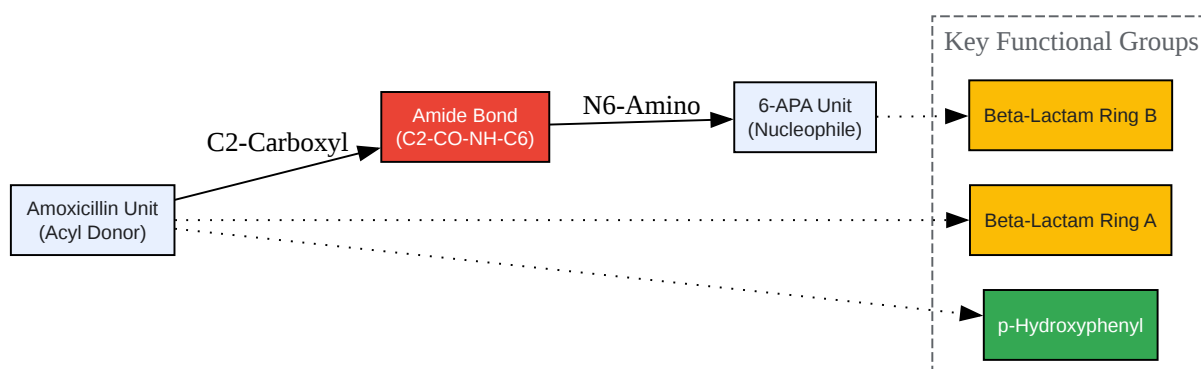 Key Functional Groups
Amide Bond
(C2-CO-NH-C6)
N6-Amino
6-APA Unit
(Nucleophile)
Beta-Lactam Ring B
C2-Carboxyl
Amoxicillin Unit
(Acyl Donor)
Beta-Lactam Ring A
p-Hydroxyphenyl